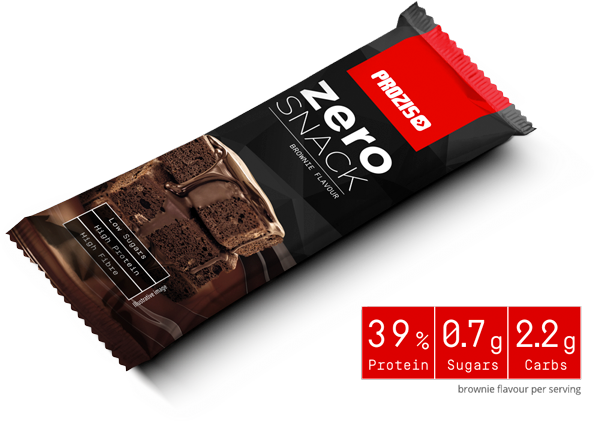 PROZIS
zero
SNACK
BROWNIE FLAVOUR
Low Sugars
High Protein
High Fibre
Illustrative image
39% 0.7g 2.2g
Protein Sugars Carbs
brownie flavour per serving